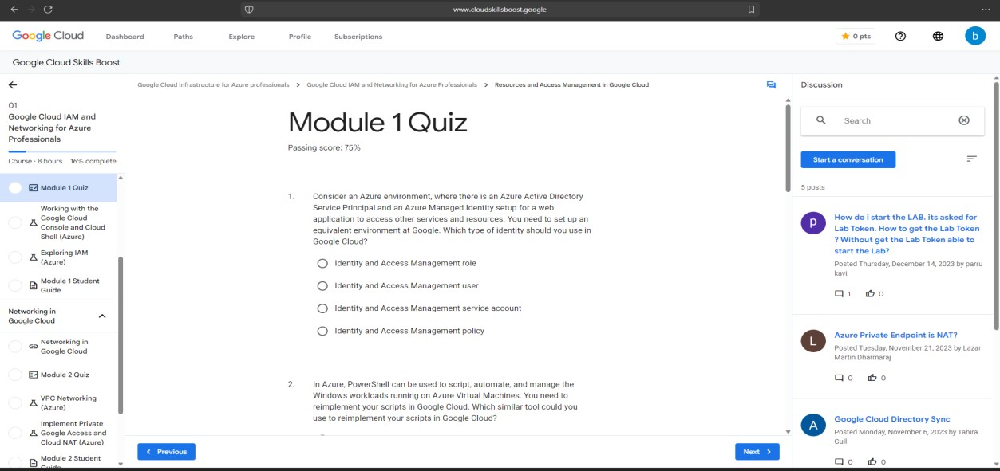 www.cloudskillsboost.google
Google Cloud
Dashboard
Paths
Explore
Profile
Subscriptions
0 pts
b
Google Cloud Skills Boost
01
Google Cloud IAM and
Networking for Azure
Professionals
Course · 8 hours 16% complete
Module 1 Quiz
Working with the
Google Cloud
Console and Cloud
Shell (Azure)
Exploring IAM
(Azure)
Module 1 Student
Guide
Networking in
Google Cloud
Networking in
Google Cloud
Module 2 Quiz
VPC Networking
(Azure)
Implement Private
Google Access and
Cloud NAT (Azure)
Module 2 Student
Guide
Google Cloud Infrastructure for Azure professionals > Google Cloud IAM and Networking for Azure Professionals > Resources and Access Management in Google Cloud
Module 1 Quiz
Passing score: 75%
1. Consider an Azure environment, where there is an Azure Active Directory
Service Principal and an Azure Managed Identity setup for a web
application to access other services and resources. You need to set up an
equivalent environment at Google. Which type of identity should you use in
Google Cloud?
Identity and Access Management role
Identity and Access Management user
Identity and Access Management service account
Identity and Access Management policy
2. In Azure, PowerShell can be used to script, automate, and manage the
Windows workloads running on Azure Virtual Machines. You need to
reimplement your scripts in Google Cloud. Which similar tool could you
use to reimplement your scripts in Google Cloud?
Previous
Next
Discussion
Search
Start a conversation
5 posts
p
How do i start the LAB. its asked for
Lab Token. How to get the Lab Token
? Without get the Lab Token able to
start the Lab?
Posted Thursday, December 14, 2023 by parru
kavi
1 0
L
Azure Private Endpoint is NAT?
Posted Tuesday, November 21, 2023 by Lazar
Martin Dharmaraj
0 0
A
Google Cloud Directory Sync
Posted Monday, November 6, 2023 by Tahira
Gull
0 0